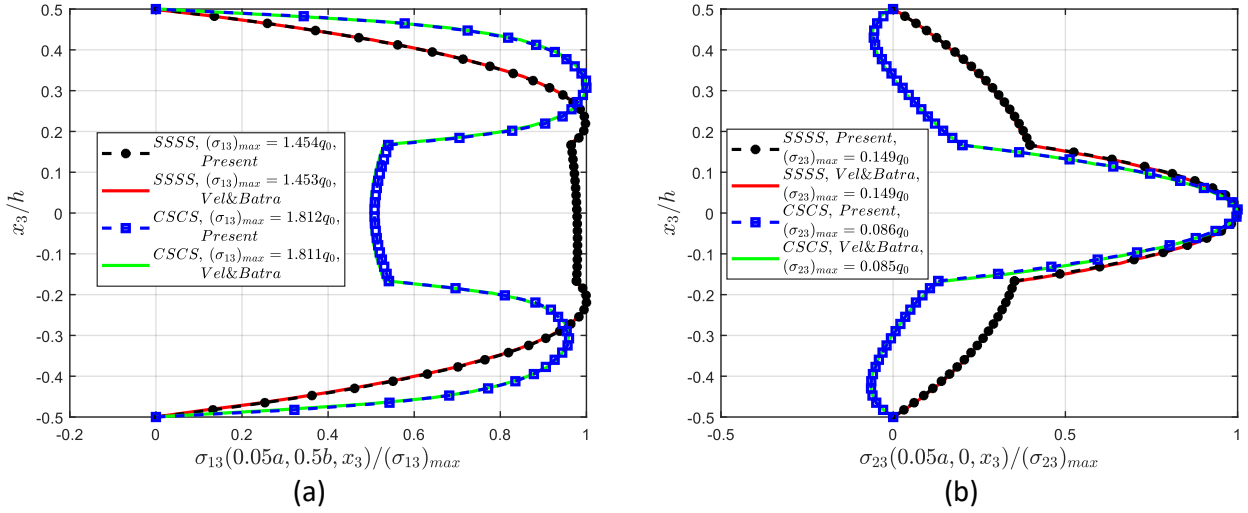 0.5
0.4
0.3
0.2
0.1
0
-0.1
-0.2
-0.3
-0.4
-0.5
x₃/h
SSSS, (σ₁₃)max = 1.454q₀,
Present
SSSS, (σ₁₃)max = 1.453q₀,
Vel&Batra
CSCS, (σ₁₃)max = 1.812q₀,
Present
CSCS, (σ₁₃)max = 1.811q₀,
Vel&Batra
-0.2 0 0.2 0.4 0.6 0.8 1
σ₁₃(0.05a, 0.5b, x₃)/(σ₁₃)max
(a)
0.5
0.4
0.3
0.2
0.1
0
-0.1
-0.2
-0.3
-0.4
-0.5
x₃/h
SSSS, Present,
(σ₂₃)max = 0.149q₀
SSSS, Vel&Batra,
(σ₂₃)max = 0.149q₀
CSCS, Present,
(σ₂₃)max = 0.086q₀
CSCS, Vel&Batra,
(σ₂₃)max = 0.085q₀
-0.5 0 0.5 1
σ₂₃(0.05a, 0, x₃)/(σ₂₃)max
(b)